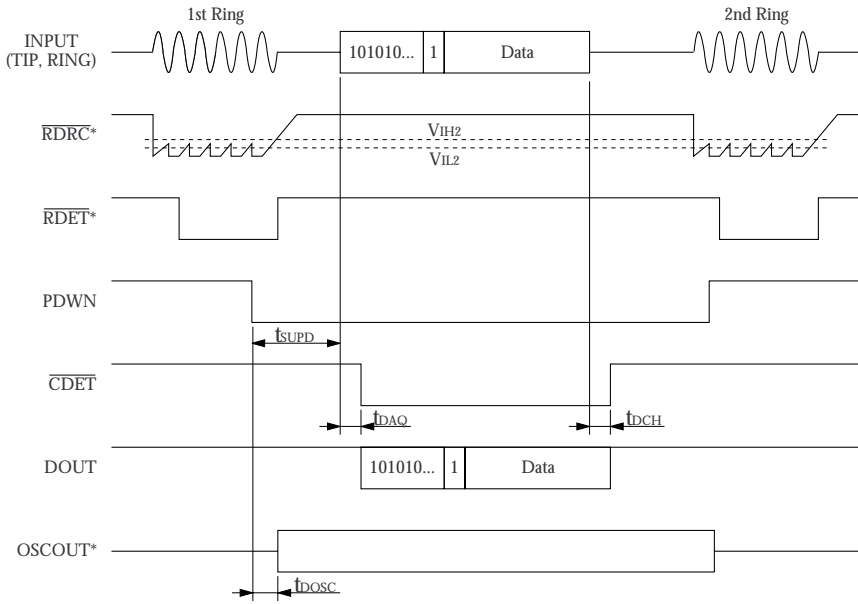 1st Ring
2nd Ring
INPUT
(TIP, RING)
101010... 1 Data
RDRC*
VIH2
VIL2
RDET*
PDWN
tSUPD
CDET
tDAQ
tDCH
DOUT
101010... 1 Data
OSCOUT*
tDOSC